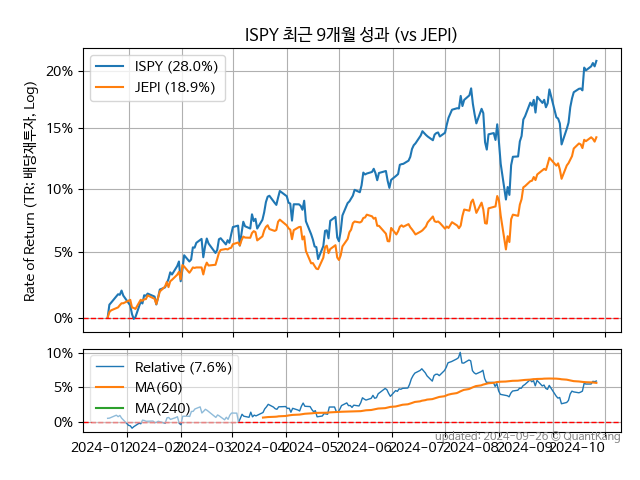 ISPY 최근 9개월 성과 (vs JEPI)
Rate of Return (TR: 배당재투자, Log)
20%
15%
10%
5%
0%
ISPY (28.0%)
JEPI (18.9%)
10%
5%
0%
Relative (7.6%)
MA(60)
MA(240)
2024-01 2024-02 2024-03 2024-04 2024-05 2024-06 2024-07 2024-08 2024-09 2024-10
updated: 2024-09-26 © QuantKang